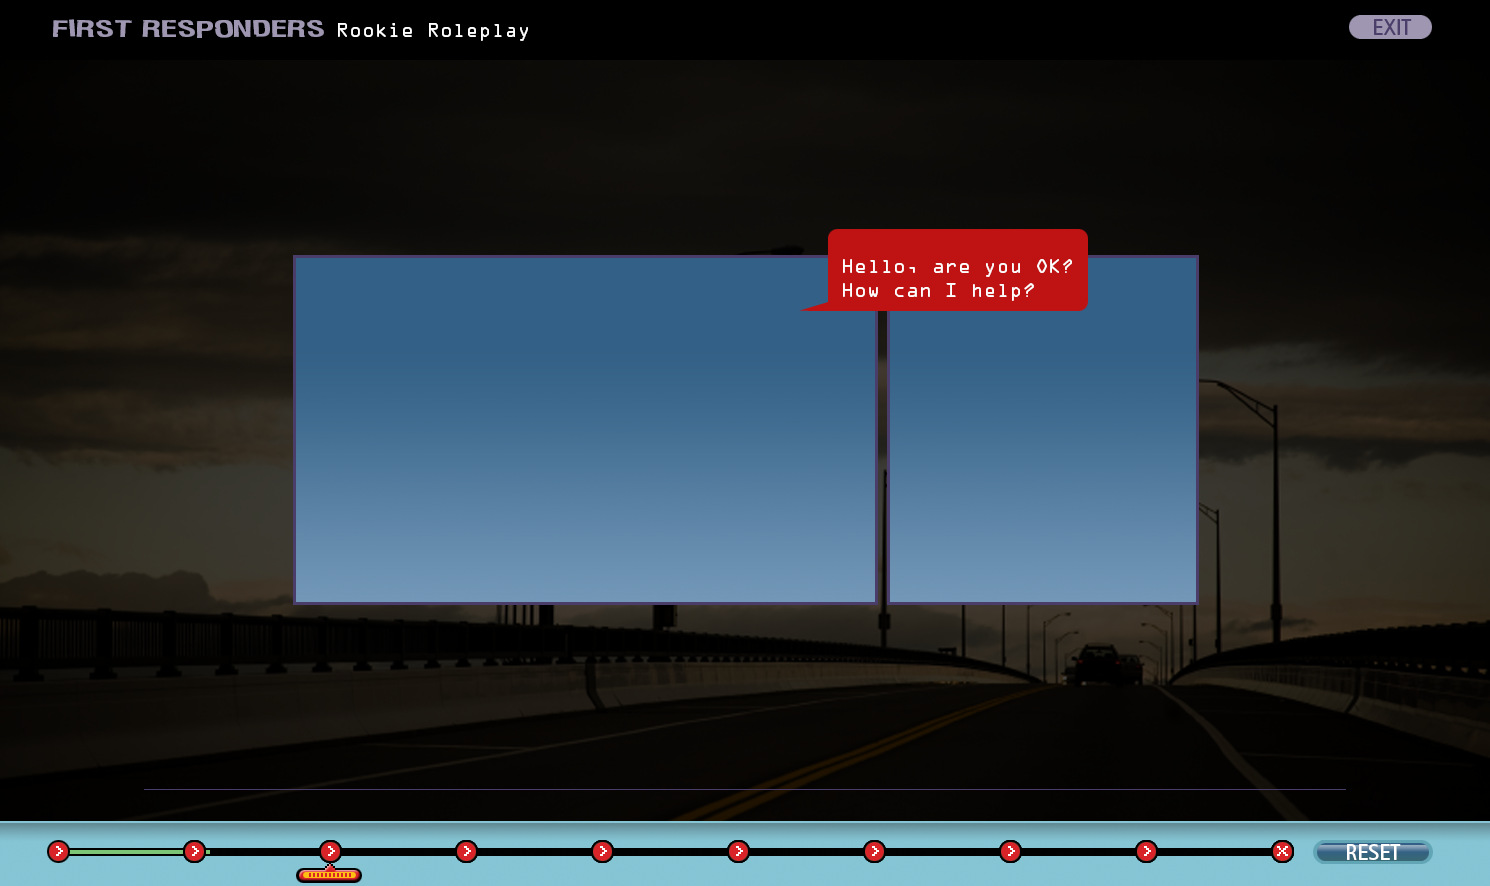 FIRST RESPONDERS Rookie Roleplay
EXIT
Hello, are you OK?
How can I help?
RESET